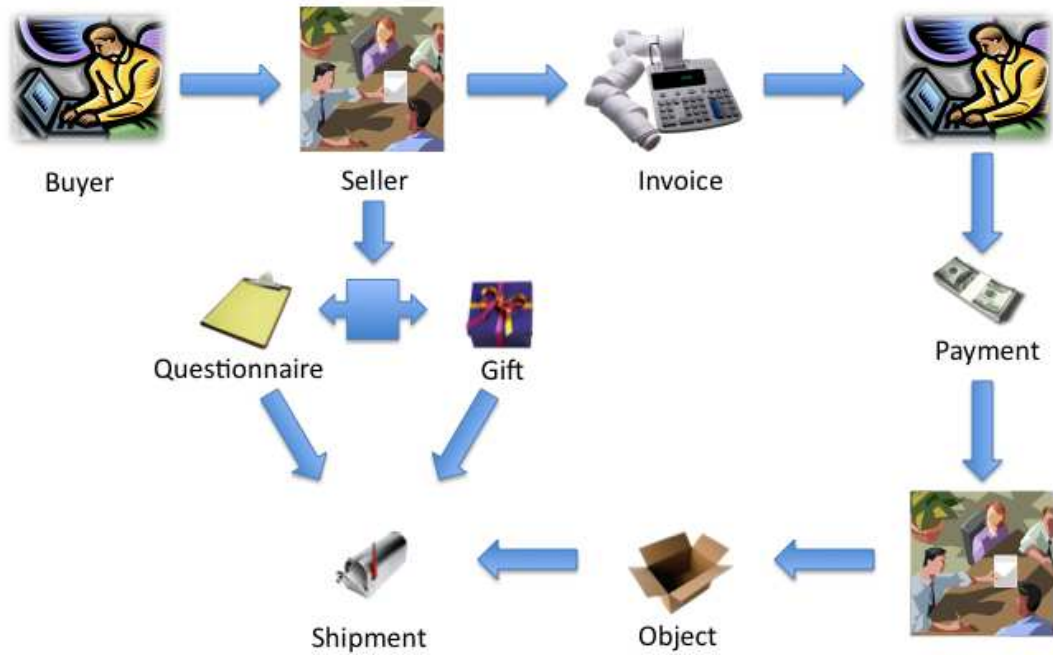 Buyer
Seller
Invoice
Questionnaire
Gift
Payment
Shipment
Object